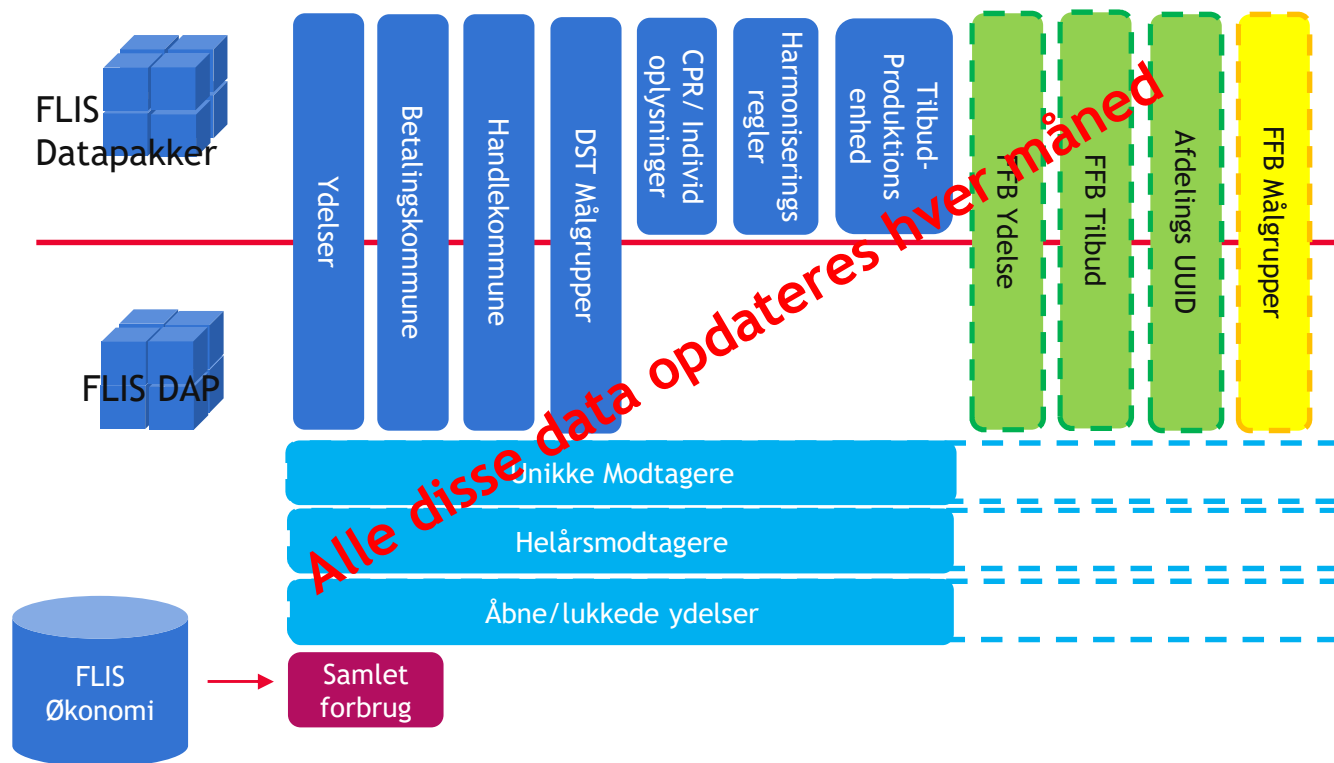 FLIS
Datapakker
FLIS DAP
Ydelser
Betalingskommune
Handlekommune
DST Målgrupper
CPR/ Individ
oplysninger
Harmoniserings
regler
Tilbud-
Produktions
enhed
FFB Ydelse
FFB Tilbud
Afdelings UUID
FFB Målgrupper
Alle disse data opdateres hver måned
Unikke Modtagere
Helårsmodtagere
Åbne/lukkede ydelser
FLIS
Økonomi
Samlet
forbrug